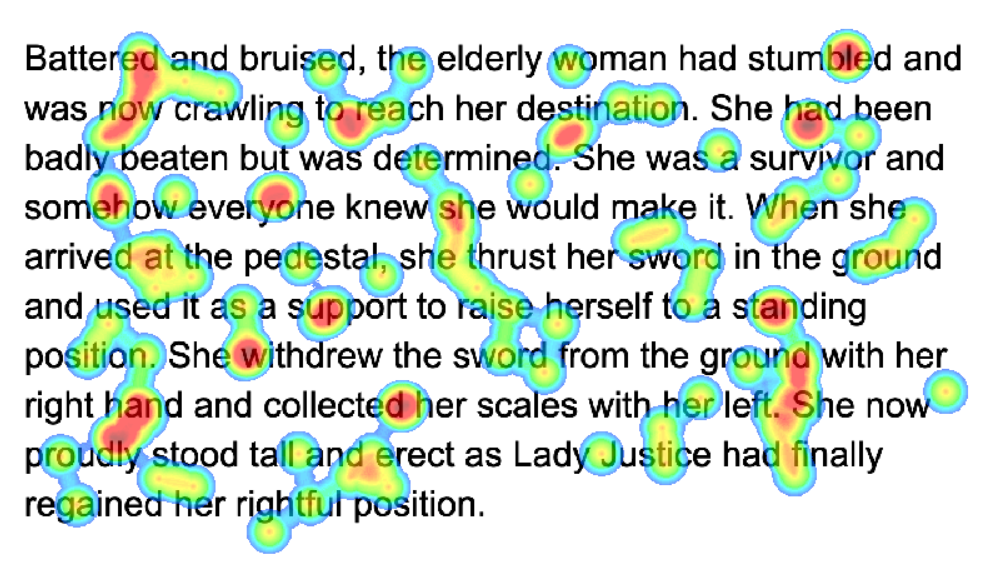 Battered and bruised, the elderly woman had stumbled and
was now crawling to reach her destination. She had been
badly beaten but was determined. She was a survivor and
somehow everyone knew she would make it. When she
arrived at the pedestal, she thrust her sword in the ground
and used it as a support to raise herself to a standing
position. She withdrew the sword from the ground with her
right hand and collected her scales with her left. She now
proudly stood tall and erect as Lady Justice had finally
regained her rightful position.